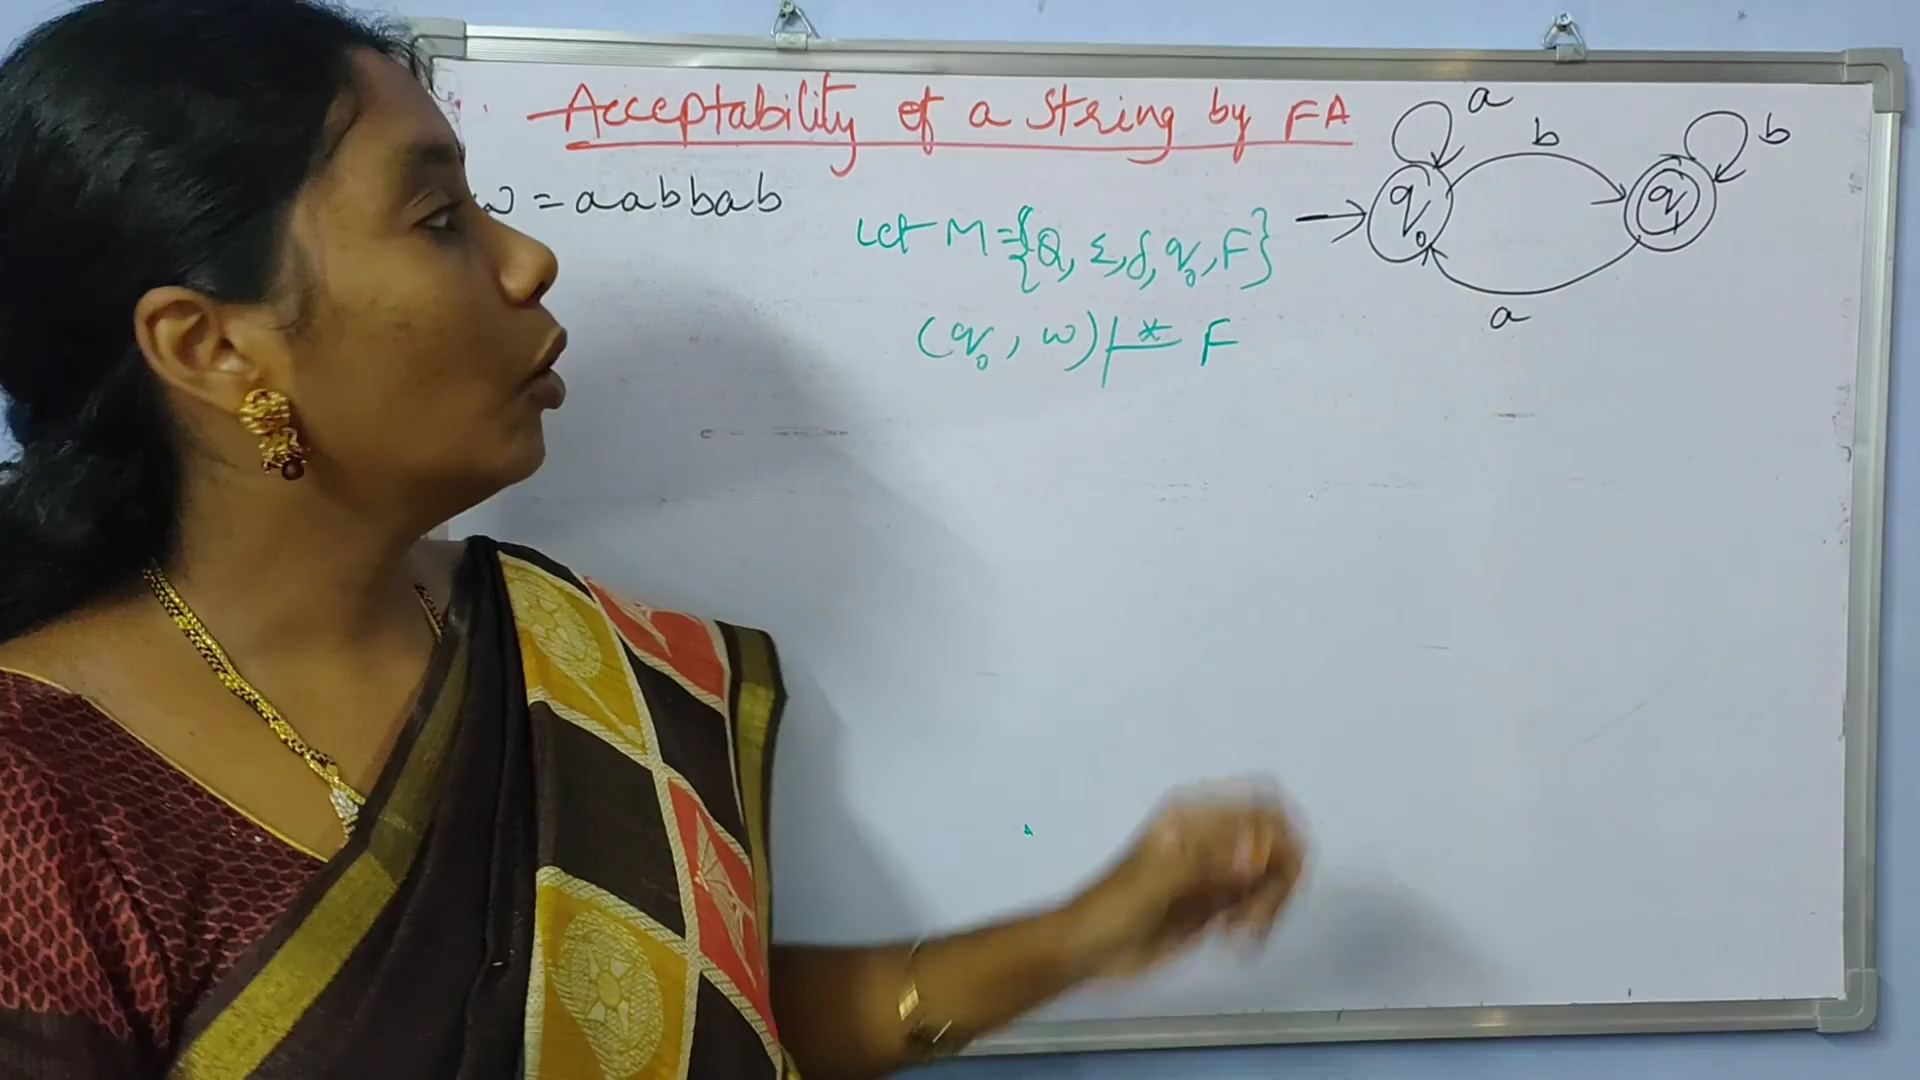 Acceptability of a string by FA
w = aabbab
Let M = {Q, Σ, δ, q₀, F}
(q₀, w) |-* F
a
b
b
q₀
q₁
a